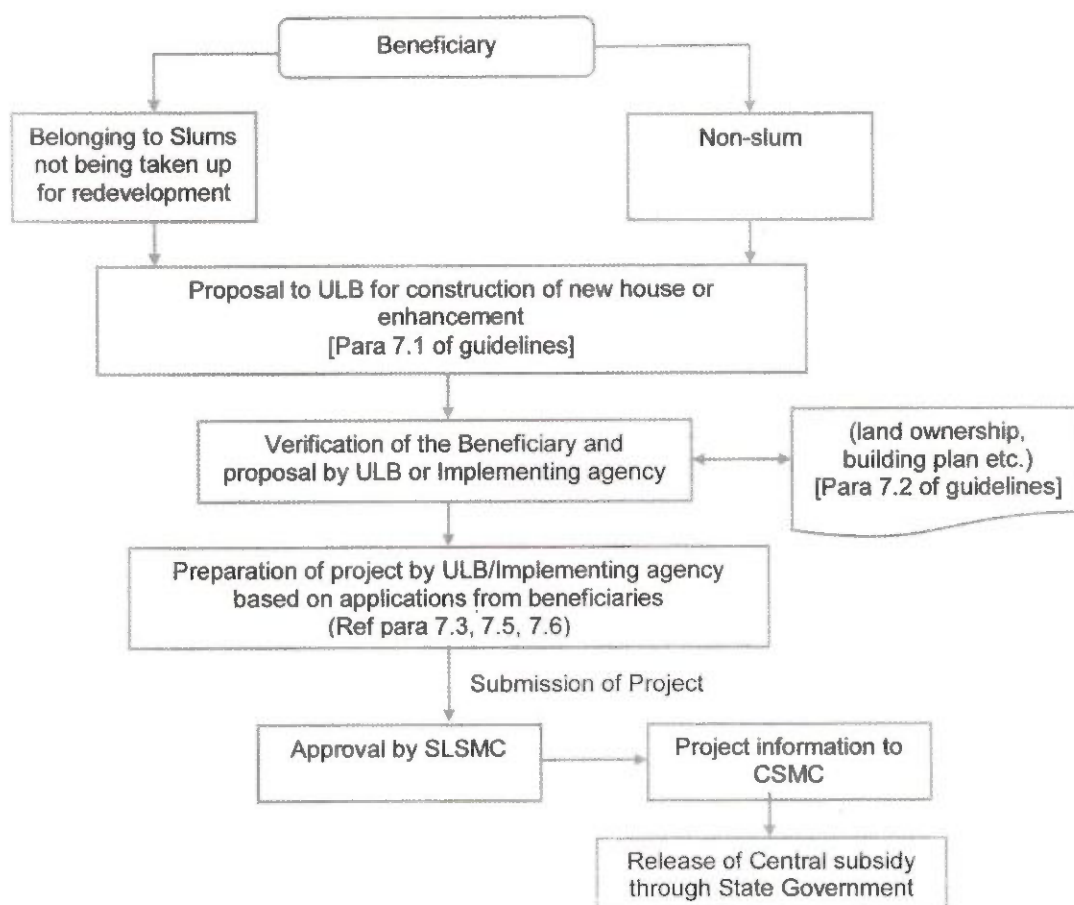 Beneficiary
Belonging to Slums
not being taken up
for redevelopment
Non-slum
Proposal to ULB for construction of new house or
enhancement
[Para 7.1 of guidelines]
Verification of the Beneficiary and
proposal by ULB or Implementing agency
(land ownership,
building plan etc.)
[Para 7.2 of guidelines]
Preparation of project by ULB/Implementing agency
based on applications from beneficiaries
(Ref para 7.3, 7.5, 7.6)
Submission of Project
Approval by SLSMC
Project information to
CSMC
Release of Central subsidy
through State Government